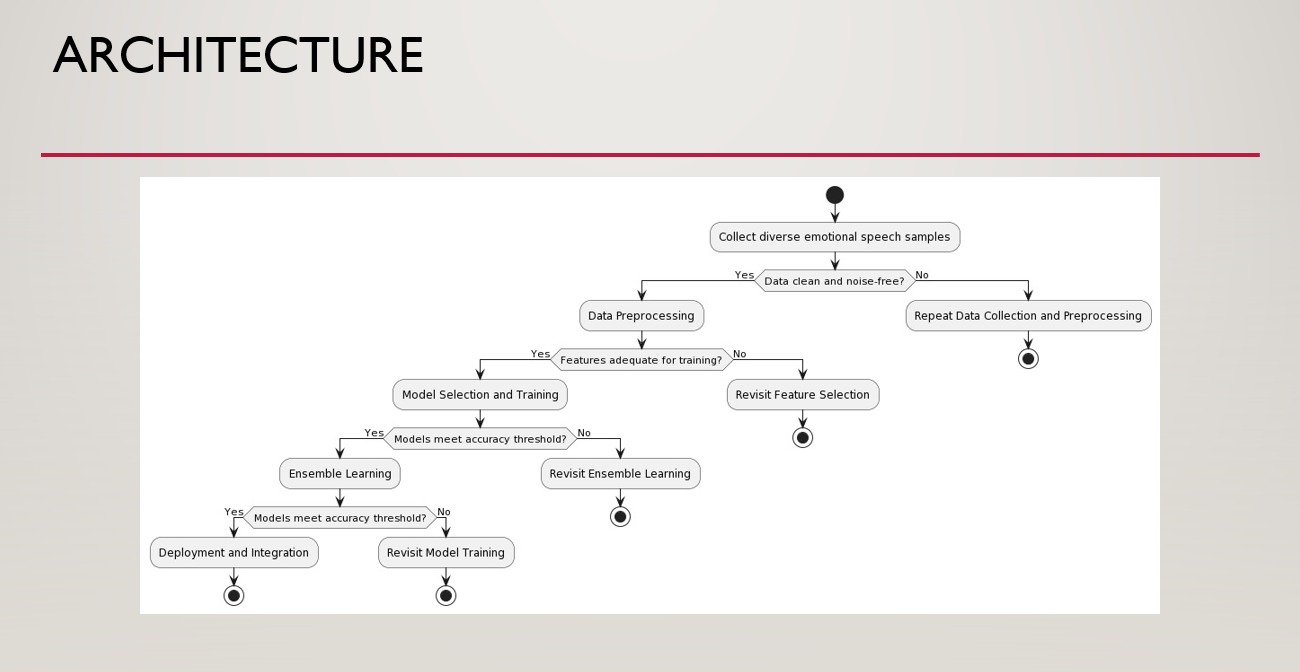 ARCHITECTURE
Collect diverse emotional speech samples
Yes
Data clean and noise-free?
No
Data Preprocessing
Repeat Data Collection and Preprocessing
Yes
Features adequate for training?
No
Model Selection and Training
Revisit Feature Selection
Yes
Models meet accuracy threshold?
No
Ensemble Learning
Revisit Ensemble Learning
Yes
Models meet accuracy threshold?
No
Deployment and Integration
Revisit Model Training